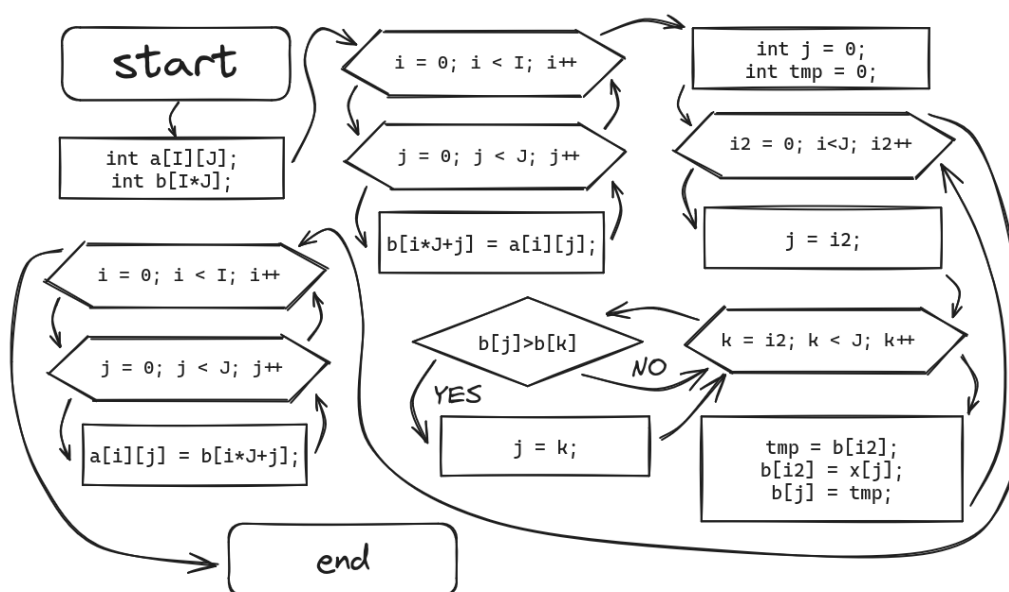 start
int a[I][J];
int b[I*J];
i = 0; i < I; i++
j = 0; j < J; j++
b[i*J+j] = a[i][j];
int j = 0;
int tmp = 0;
i2 = 0; i<J; i2++
j = i2;
k = i2; k < J; k++
b[j]>b[k]
NO
YES
j = k;
tmp = b[i2];
b[i2] = x[j];
b[j] = tmp;
i = 0; i < I; i++
j = 0; j < J; j++
a[i][j] = b[i*J+j];
end